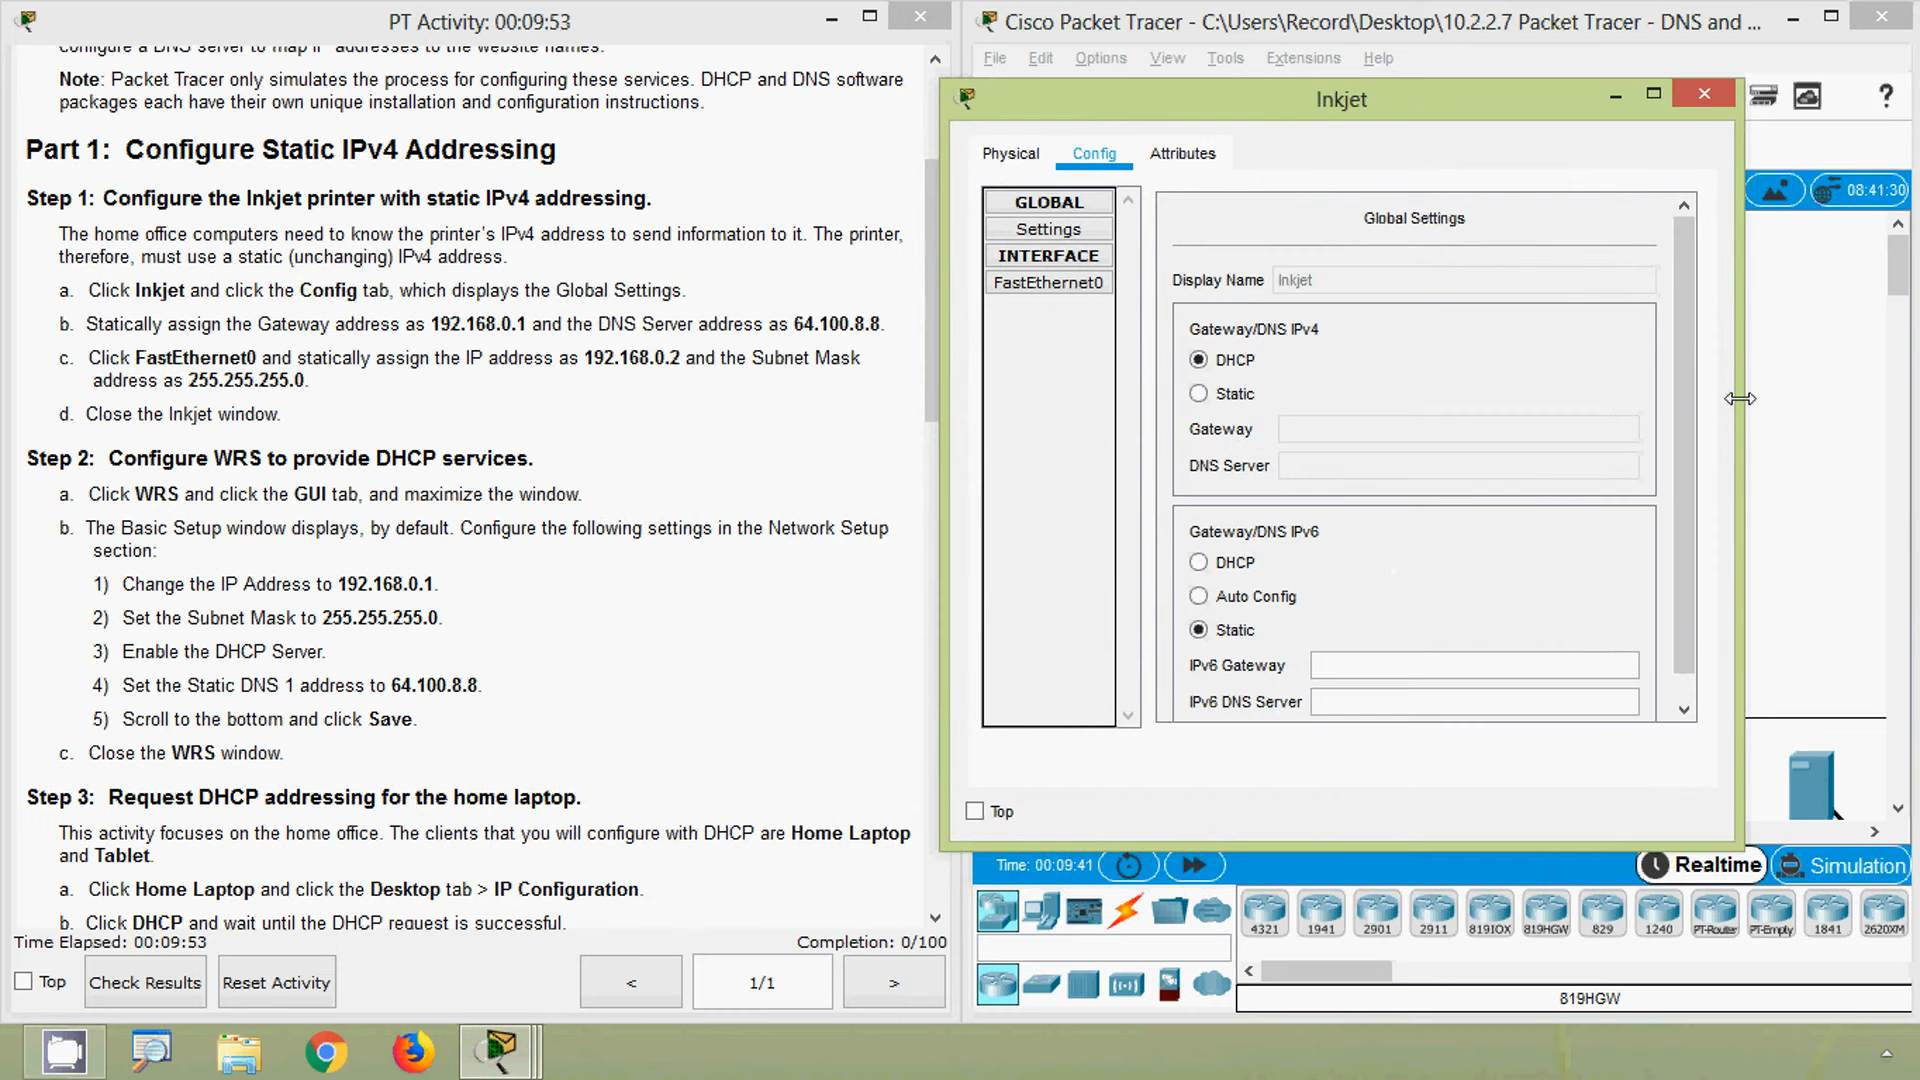 PT Activity: 00:09:53
configure a DNS server to map IP addresses to the website names.
Note: Packet Tracer only simulates the process for configuring these services. DHCP and DNS software
packages each have their own unique installation and configuration instructions.
Part 1: Configure Static IPv4 Addressing
Step 1: Configure the Inkjet printer with static IPv4 addressing.
The home office computers need to know the printer's IPv4 address to send information to it. The printer,
therefore, must use a static (unchanging) IPv4 address.
a. Click Inkjet and click the Config tab, which displays the Global Settings.
b. Statically assign the Gateway address as 192.168.0.1 and the DNS Server address as 64.100.8.8.
c. Click FastEthernet0 and statically assign the IP address as 192.168.0.2 and the Subnet Mask
address as 255.255.255.0.
d. Close the Inkjet window.
Step 2: Configure WRS to provide DHCP services.
a. Click WRS and click the GUI tab, and maximize the window.
b. The Basic Setup window displays, by default. Configure the following settings in the Network Setup
section:
1) Change the IP Address to 192.168.0.1.
2) Set the Subnet Mask to 255.255.255.0.
3) Enable the DHCP Server.
4) Set the Static DNS 1 address to 64.100.8.8.
5) Scroll to the bottom and click Save.
c. Close the WRS window.
Step 3: Request DHCP addressing for the home laptop.
This activity focuses on the home office. The clients that you will configure with DHCP are Home Laptop
and Tablet.
a. Click Home Laptop and click the Desktop tab > IP Configuration.
b. Click DHCP and wait until the DHCP request is successful.
Time Elapsed: 00:09:53
Completion: 0/100
Top
Check Results
Reset Activity
<
1/1
>
Cisco Packet Tracer - C:\Users\Record\Desktop\10.2.2.7 Packet Tracer - DNS and ...
File Edit Options View Tools Extensions Help
Inkjet
?
08:41:30
Physical
Config
Attributes
GLOBAL
Settings
INTERFACE
FastEthernet0
Global Settings
Display Name
Inkjet
Gateway/DNS IPv4
DHCP
Static
Gateway
DNS Server
Gateway/DNS IPv6
DHCP
Auto Config
Static
IPv6 Gateway
IPv6 DNS Server
Top
Time: 00:09:41
Realtime
Simulation
4321 1941 2901 2911 819IOX 819HGW 829 1240 PT-Router PT-Empty 1841 2620XM
819HGW